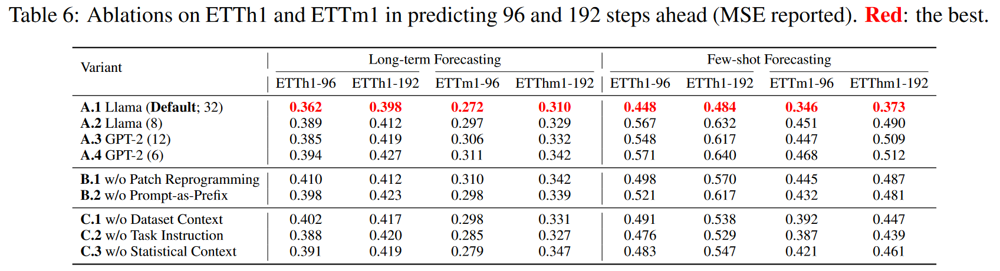 Table 6: Ablations on ETTh1 and ETTm1 in predicting 96 and 192 steps ahead (MSE reported). Red: the best.
Variant Long-term Forecasting Few-shot Forecasting
ETTh1-96 ETTh1-192 ETTm1-96 ETThm1-192 ETTh1-96 ETTh1-192 ETTm1-96 ETThm1-192
A.1 Llama (Default; 32) 0.362 0.398 0.272 0.310 0.448 0.484 0.346 0.373
A.2 Llama (8) 0.389 0.412 0.297 0.329 0.567 0.632 0.451 0.490
A.3 GPT-2 (12) 0.385 0.419 0.306 0.332 0.548 0.617 0.447 0.509
A.4 GPT-2 (6) 0.394 0.427 0.311 0.342 0.571 0.640 0.468 0.512
B.1 w/o Patch Reprogramming 0.410 0.412 0.310 0.342 0.498 0.570 0.445 0.487
B.2 w/o Prompt-as-Prefix 0.398 0.423 0.298 0.339 0.521 0.617 0.432 0.481
C.1 w/o Dataset Context 0.402 0.417 0.298 0.331 0.491 0.538 0.392 0.447
C.2 w/o Task Instruction 0.388 0.420 0.285 0.327 0.476 0.529 0.387 0.439
C.3 w/o Statistical Context 0.391 0.419 0.279 0.347 0.483 0.547 0.421 0.461